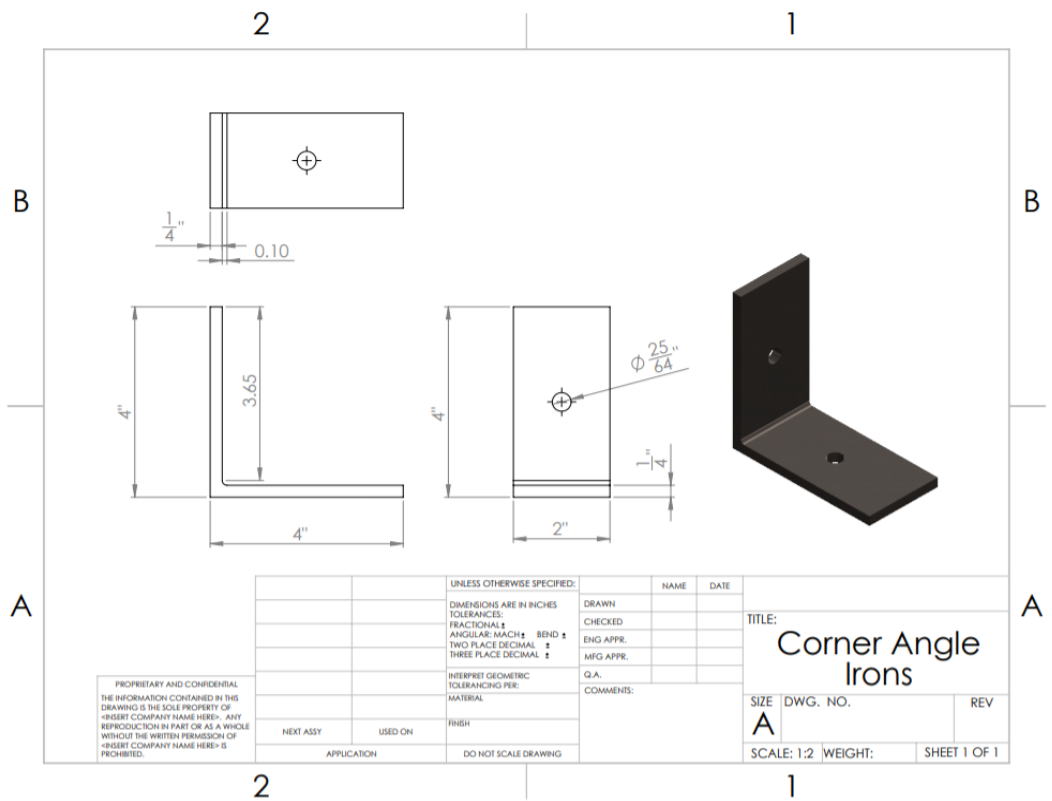 2
1
B
B
1/4"
0.10
4"
3.65
4"
4"
2"
1/4"
Φ 25/64"
A
A
UNLESS OTHERWISE SPECIFIED:
DIMENSIONS ARE IN INCHES
TOLERANCES:
FRACTIONAL ±
ANGULAR: MACH ± BEND ±
TWO PLACE DECIMAL ±
THREE PLACE DECIMAL ±
INTERPRET GEOMETRIC
TOLERANCING PER:
MATERIAL
FINISH
DO NOT SCALE DRAWING
NAME DATE
DRAWN
CHECKED
ENG APPR.
MFG APPR.
Q.A.
COMMENTS:
PROPRIETARY AND CONFIDENTIAL
THE INFORMATION CONTAINED IN THIS
DRAWING IS THE SOLE PROPERTY OF
<INSERT COMPANY NAME HERE>. ANY
REPRODUCTION IN PART OR AS A WHOLE
WITHOUT THE WRITTEN PERMISSION OF
<INSERT COMPANY NAME HERE> IS
PROHIBITED.
NEXT ASSY USED ON
APPLICATION
TITLE:
Corner Angle
Irons
SIZE DWG. NO. REV
A
SCALE: 1:2 WEIGHT: SHEET 1 OF 1
2
1